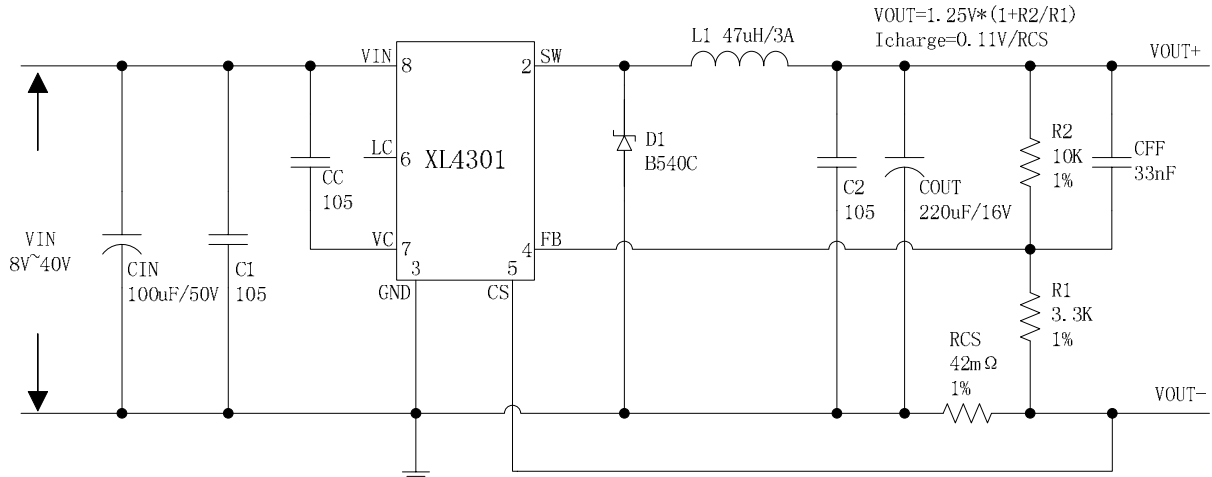 VOUT=1.25V*(1+R2/R1)
Icharge=0.11V/RCS
L1 47uH/3A
VIN
8
2
SW
VOUT+
LC
6
XL4301
D1
B540C
R2
10K
1%
CFF
33nF
CC
105
C2
105
COUT
220uF/16V
VIN
8V~40V
VC
7
4
FB
3
5
GND
CS
CIN
100uF/50V
C1
105
R1
3.3K
1%
RCS
42mΩ
1%
VOUT-